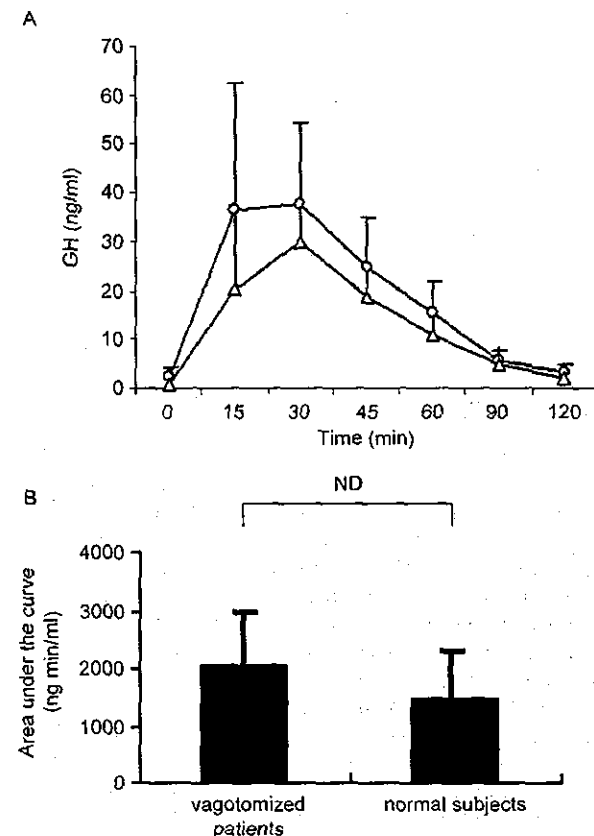 A
70
60
50
40
30
20
10
0
GH (ng/ml)
0 15 30 45 60 90 120
Time (min)
B
ND
4000
3000
2000
1000
0
Area under the curve
(ng min/ml)
vagotomized
patients
normal subjects